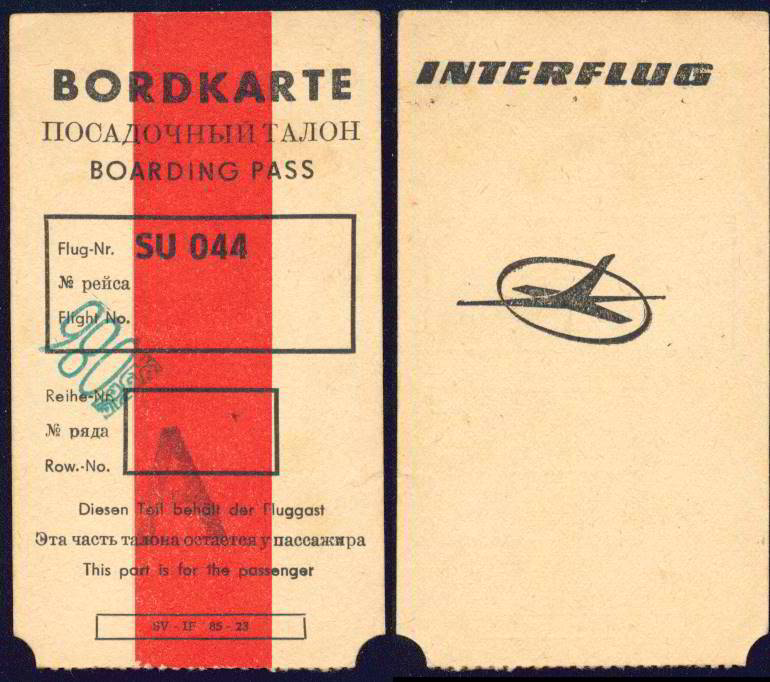 BORDKARTE
ПОСАДОЧНЫЙ ТАЛОН
BOARDING PASS
Flug-Nr. SU 044
№ рейса
Flight No.
Reihe-Nr.
№ ряда
Row.-No.
Diesen Teil behält der Fluggast
Эта часть талона остается у пассажира
This part is for the passenger
SV - IF 85 - 23
INTERFLUG